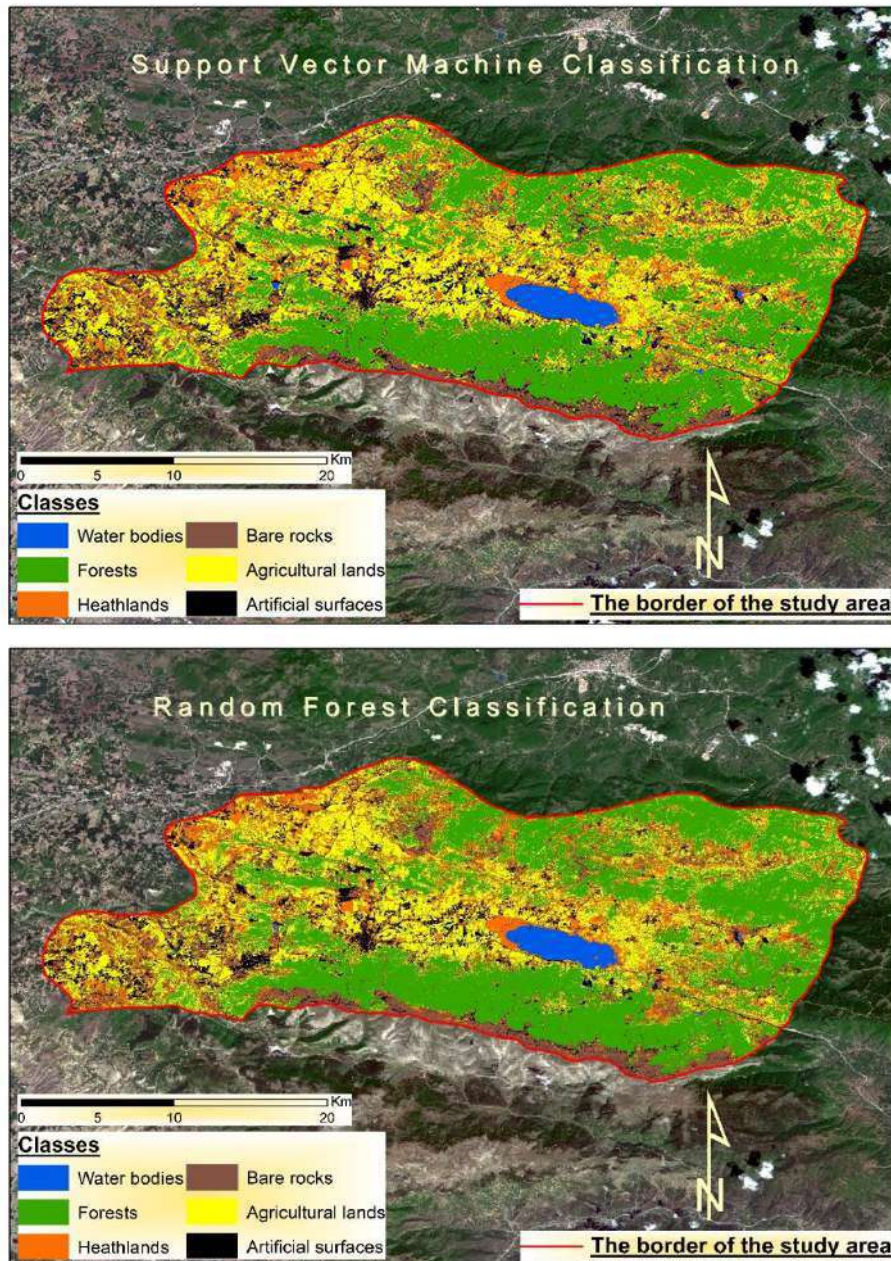 Support Vector Machine Classification
Km
0 10 20
Classes
Water bodies Bare rocks
Forests Agricultural lands
Heathlands Artificial surfaces
N
The border of the study area
Random Forest Classification
Km
0 10 20
Classes
Water bodies Bare rocks
Forests Agricultural lands
Heathlands Artificial surfaces
N
The border of the study area